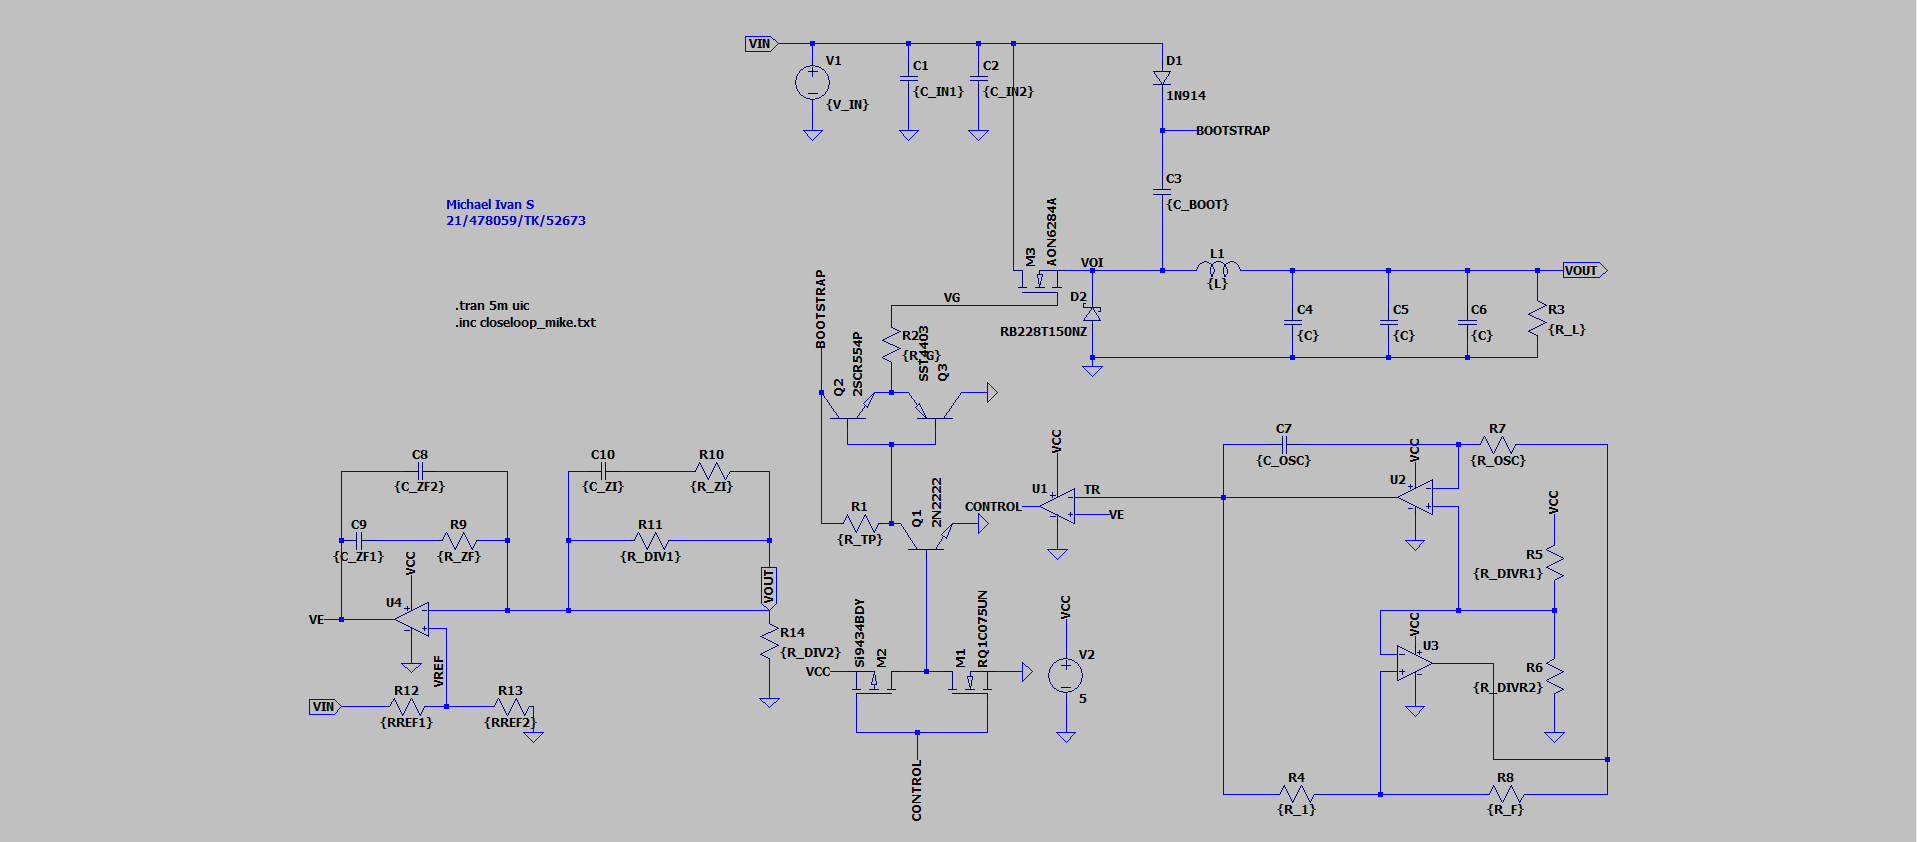 VIN
V1
{V_IN}
C1
{C_IN1}
C2
{C_IN2}
D1
1N914
BOOTSTRAP
C3
{C_BOOT}
Michael Ivan S
21/478059/TK/52673
.tran 5m uic
.inc closeloop_mike.txt
M3
AON6284A
VOI
L1
{L}
VOUT
VG
D2
RB228T150NZ
C4
{C}
C5
{C}
C6
{C}
R3
{R_L}
BOOTSTRAP
R2
{R_G}
Q2
2SCR554P
SST4403
Q3
R1
{R_TP}
Q1
2N2222
CONTROL
U1
VCC
TR
VE
C7
{C_OSC}
R7
{R_OSC}
U2
VCC
VCC
R5
{R_DIVR1}
U3
VCC
R6
{R_DIVR2}
R4
{R_1}
R8
{R_F}
C8
{C_ZF2}
C9
{C_ZF1}
R9
{R_ZF}
C10
{C_ZI}
R10
{R_ZI}
R11
{R_DIV1}
VOUT
VCC
U4
VE
R14
{R_DIV2}
VREF
VIN
R12
{RREF1}
R13
{RREF2}
VCC
Si9434BDY
M2
M1
RQ1C075UN
VCC
V2
5
CONTROL